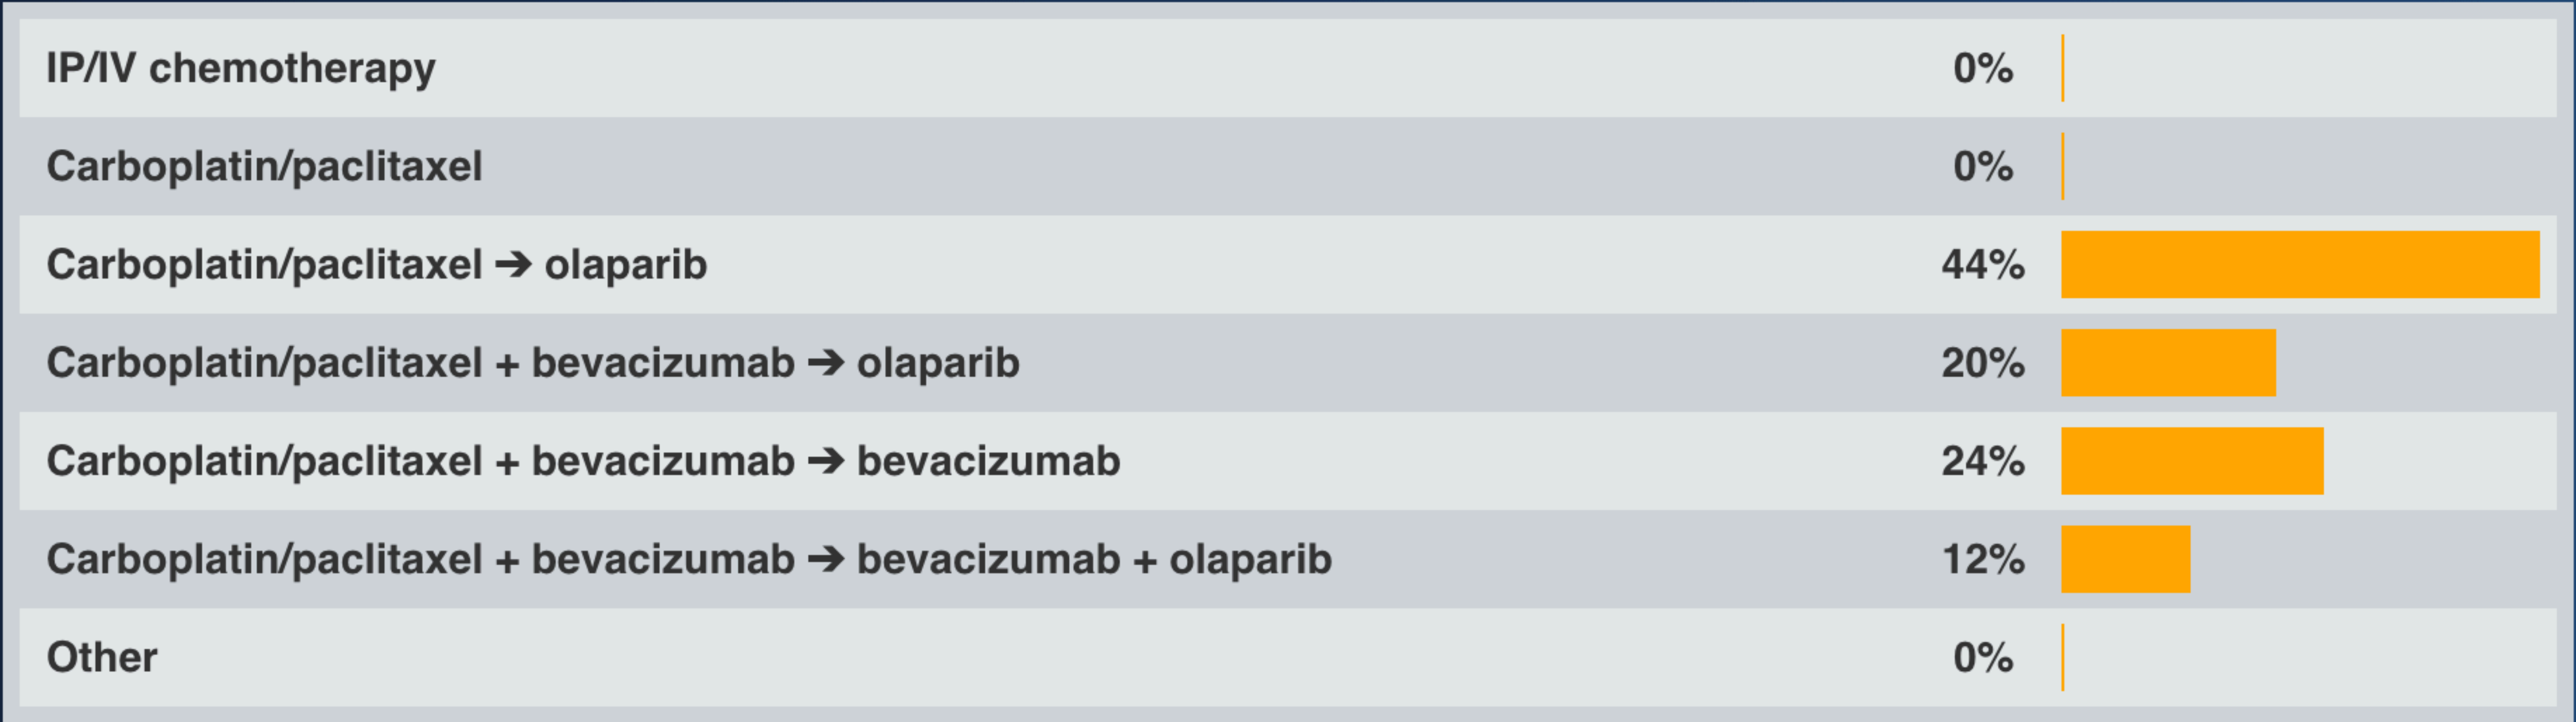 IP/IV chemotherapy 0%
Carboplatin/paclitaxel 0%
Carboplatin/paclitaxel ➔ olaparib 44%
Carboplatin/paclitaxel + bevacizumab ➔ olaparib 20%
Carboplatin/paclitaxel + bevacizumab ➔ bevacizumab 24%
Carboplatin/paclitaxel + bevacizumab ➔ bevacizumab + olaparib 12%
Other 0%